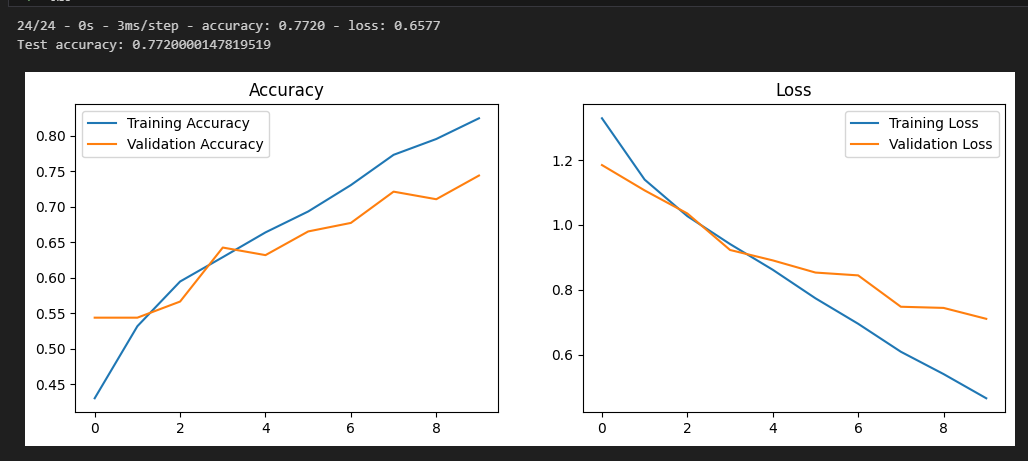 24/24 - 0s - 3ms/step - accuracy: 0.7720 - loss: 0.6577
Test accuracy: 0.7720000147819519
Accuracy
Training Accuracy
Validation Accuracy
0.80
0.75
0.70
0.65
0.60
0.55
0.50
0.45
0 2 4 6 8
Loss
Training Loss
Validation Loss
1.2
1.0
0.8
0.6
0 2 4 6 8